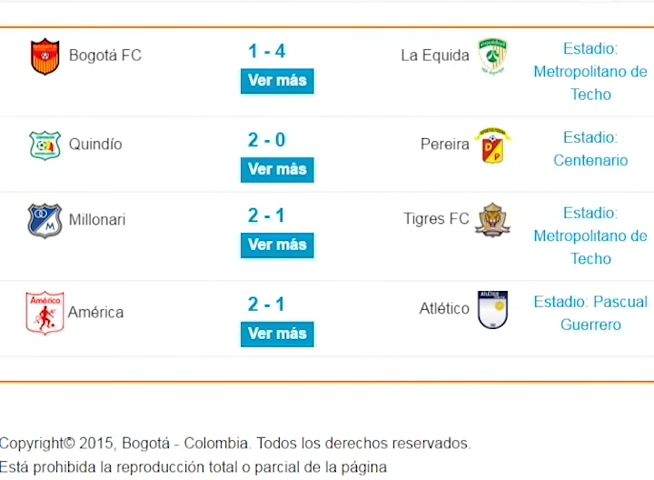 Bogotá FC 1 - 4 La Equida Estadio:
Ver más Metropolitano de
Techo
Quindío 2 - 0 Pereira Estadio:
Ver más Centenario
Millonari 2 - 1 Tigres FC Estadio:
Ver más Metropolitano de
Techo
América
América 2 - 1 Atlético Estadio: Pascual
Ver más Guerrero
Copyright© 2015, Bogotá - Colombia. Todos los derechos reservados.
Está prohibida la reproducción total o parcial de la página